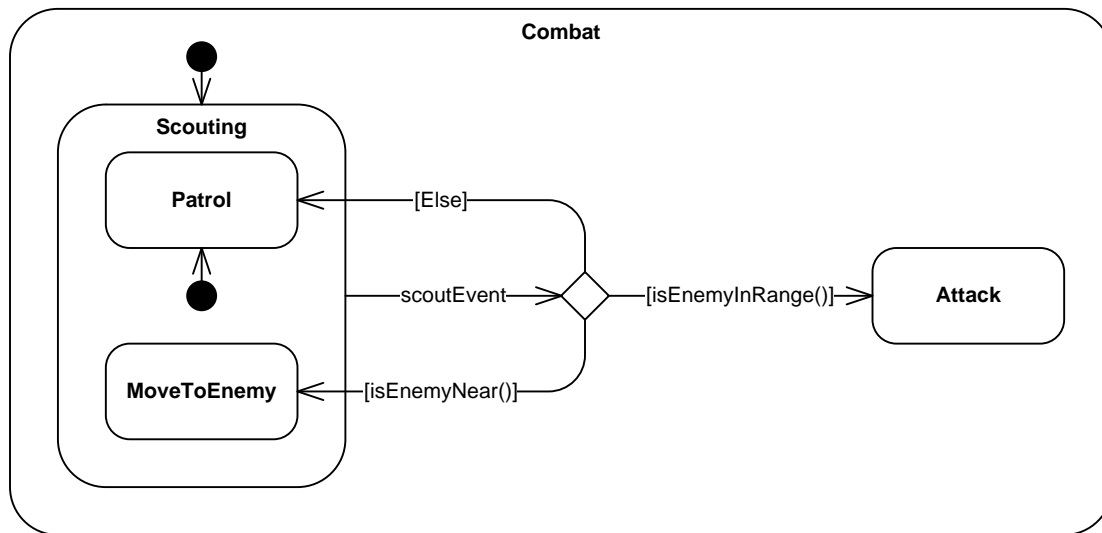 Combat
Scouting
Patrol
[Else]
scoutEvent
[isEnemyInRange()]
Attack
MoveToEnemy
[isEnemyNear()]